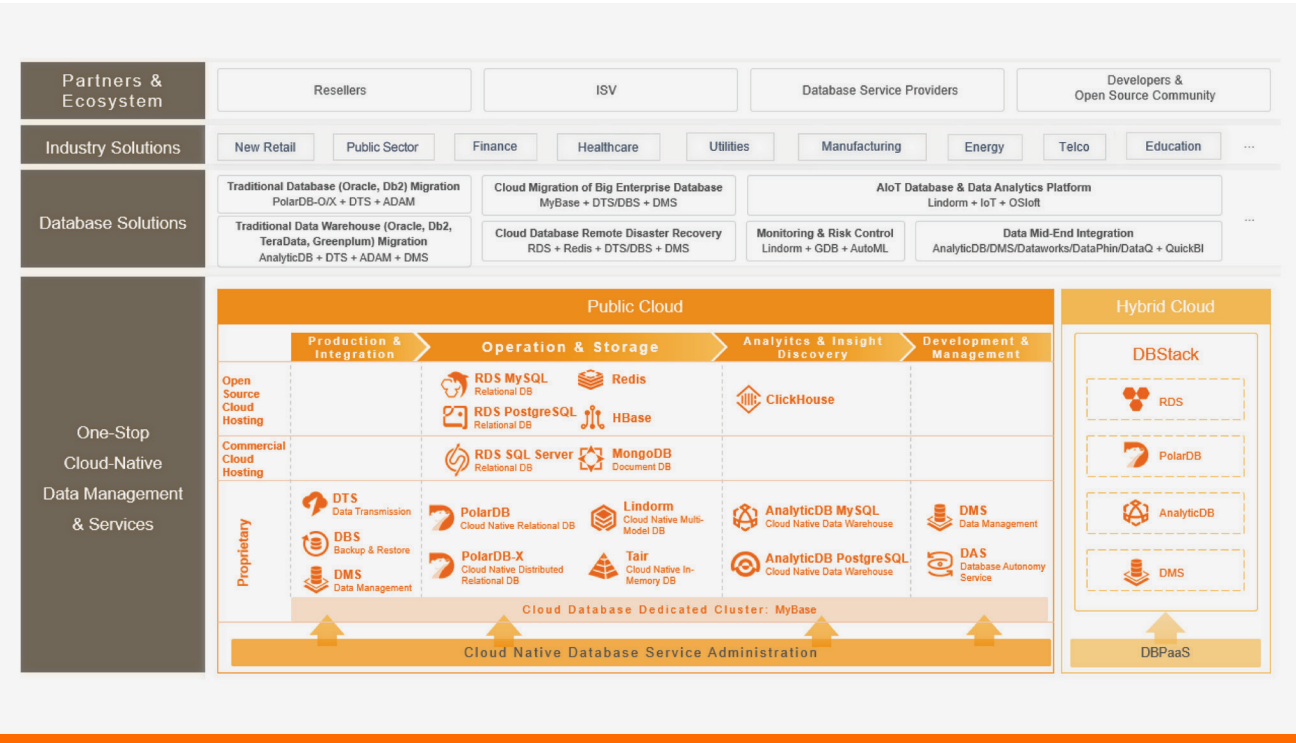 Partners &
Ecosystem
Resellers
ISV
Database Service Providers
Developers &
Open Source Community
Industry Solutions
New Retail
Public Sector
Finance
Healthcare
Utilities
Manufacturing
Energy
Telco
Education
...
Database Solutions
Traditional Database (Oracle, Db2) Migration
PolarDB-O/X + DTS + ADAM
Cloud Migration of Big Enterprise Database
MyBase + DTS/DBS + DMS
AIoT Database & Data Analytics Platform
Lindorm + IoT + OSIoft
...
Traditional Data Warehouse (Oracle, Db2,
TeraData, Greenplum) Migration
AnalyticDB + DTS + ADAM + DMS
Cloud Database Remote Disaster Recovery
RDS + Redis + DTS/DBS + DMS
Monitoring & Risk Control
Lindorm + GDB + AutoML
Data Mid-End Integration
AnalyticDB/DMS/Dataworks/DataPhin/DataQ + QuickBI
One-Stop
Cloud-Native
Data Management
& Services
Public Cloud
Production &
Integration
Operation & Storage
Analyitcs & Insight
Discovery
Development &
Management
Open
Source
Cloud
Hosting
RDS MySQL
Relational DB
Redis
RDS PostgreSQL
Relational DB
HBase
ClickHouse
Commercial
Cloud
Hosting
RDS SQL Server
Relational DB
MongoDB
Document DB
Proprietary
DTS
Data Transmission
DBS
Backup & Restore
DMS
Data Management
PolarDB
Cloud Native Relational DB
Lindorm
Cloud Native Multi-
Model DB
PolarDB-X
Cloud Native Distributed
Relational DB
Tair
Cloud Native In-
Memory DB
AnalyticDB MySQL
Cloud Native Data Warehouse
AnalyticDB PostgreSQL
Cloud Native Data Warehouse
DMS
Data Management
DAS
Database Autonomy
Service
Cloud Database Dedicated Cluster: MyBase
Cloud Native Database Service Administration
Hybrid Cloud
DBStack
RDS
PolarDB
AnalyticDB
DMS
DBPaaS